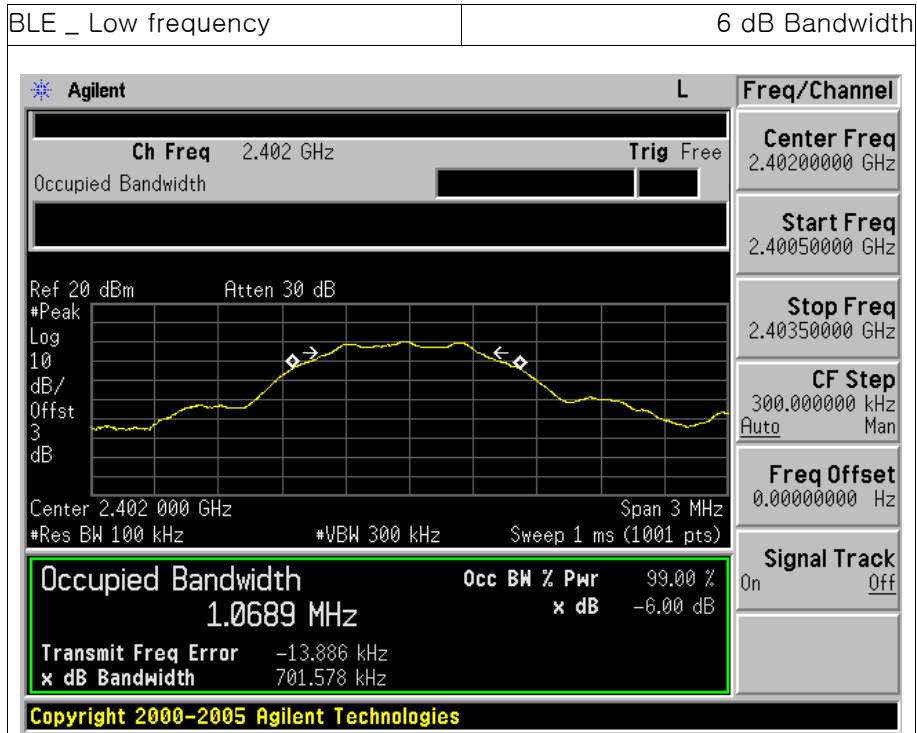 BLE _ Low frequency 6 dB Bandwidth
Agilent L Freq/Channel
Ch Freq 2.402 GHz Trig Free
Occupied Bandwidth
Center Freq
2.40200000 GHz
Start Freq
2.40050000 GHz
Stop Freq
2.40350000 GHz
CF Step
300.000000 kHz
Auto Man
Freq Offset
0.00000000 Hz
Signal Track
On Off
Ref 20 dBm Atten 30 dB
#Peak
Log
10
dB/
Offst
3
dB
Center 2.402 000 GHz Span 3 MHz
#Res BW 100 kHz #VBW 300 kHz Sweep 1 ms (1001 pts)
Occupied Bandwidth Occ BW % Pwr 99.00 %
1.0689 MHz x dB -6.00 dB
Transmit Freq Error -13.886 kHz
x dB Bandwidth 701.578 kHz
Copyright 2000-2005 Agilent Technologies